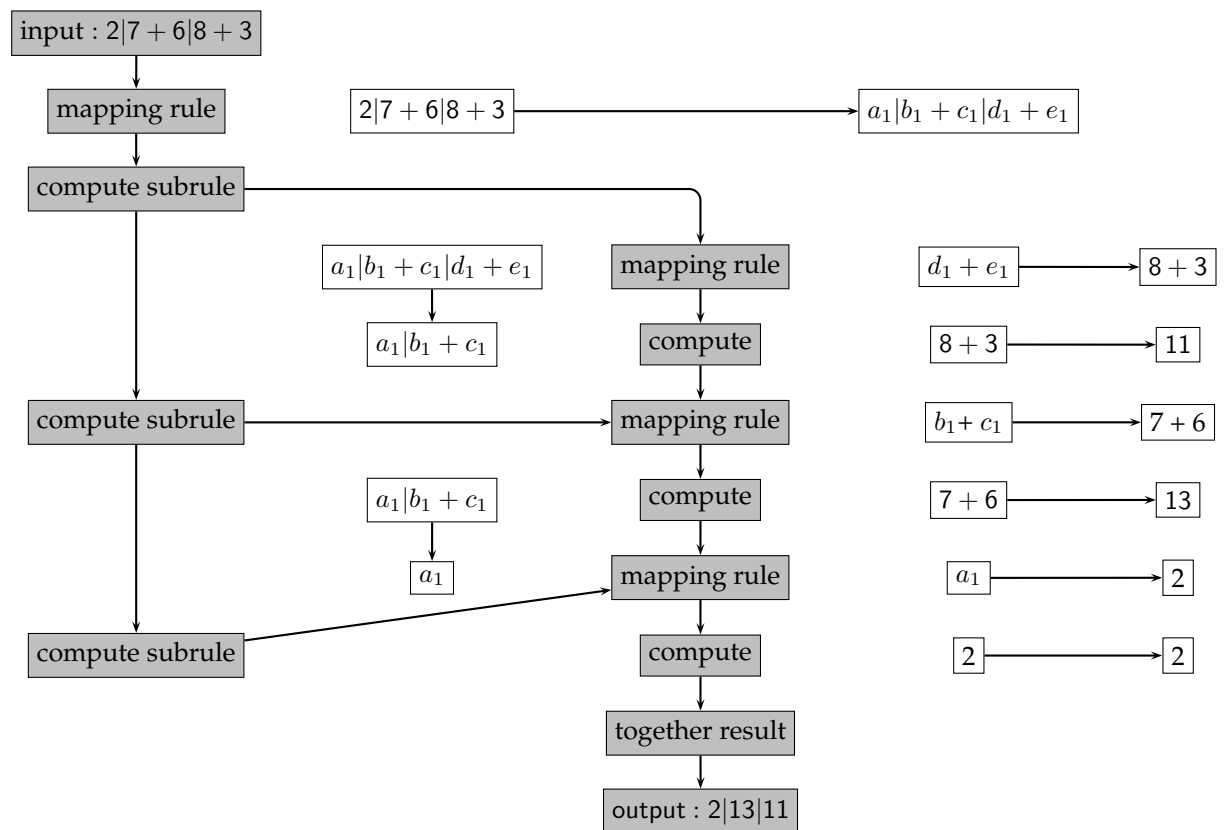 input : 2|7 + 6|8 + 3
mapping rule
2|7 + 6|8 + 3
a₁|b₁ + c₁|d₁ + e₁
compute subrule
a₁|b₁ + c₁|d₁ + e₁
mapping rule
d₁ + e₁
8 + 3
a₁|b₁ + c₁
compute
8 + 3
11
compute subrule
mapping rule
b₁+ c₁
7 + 6
a₁|b₁ + c₁
compute
7 + 6
13
a₁
mapping rule
a₁
2
compute subrule
compute
2
2
together result
output : 2|13|11